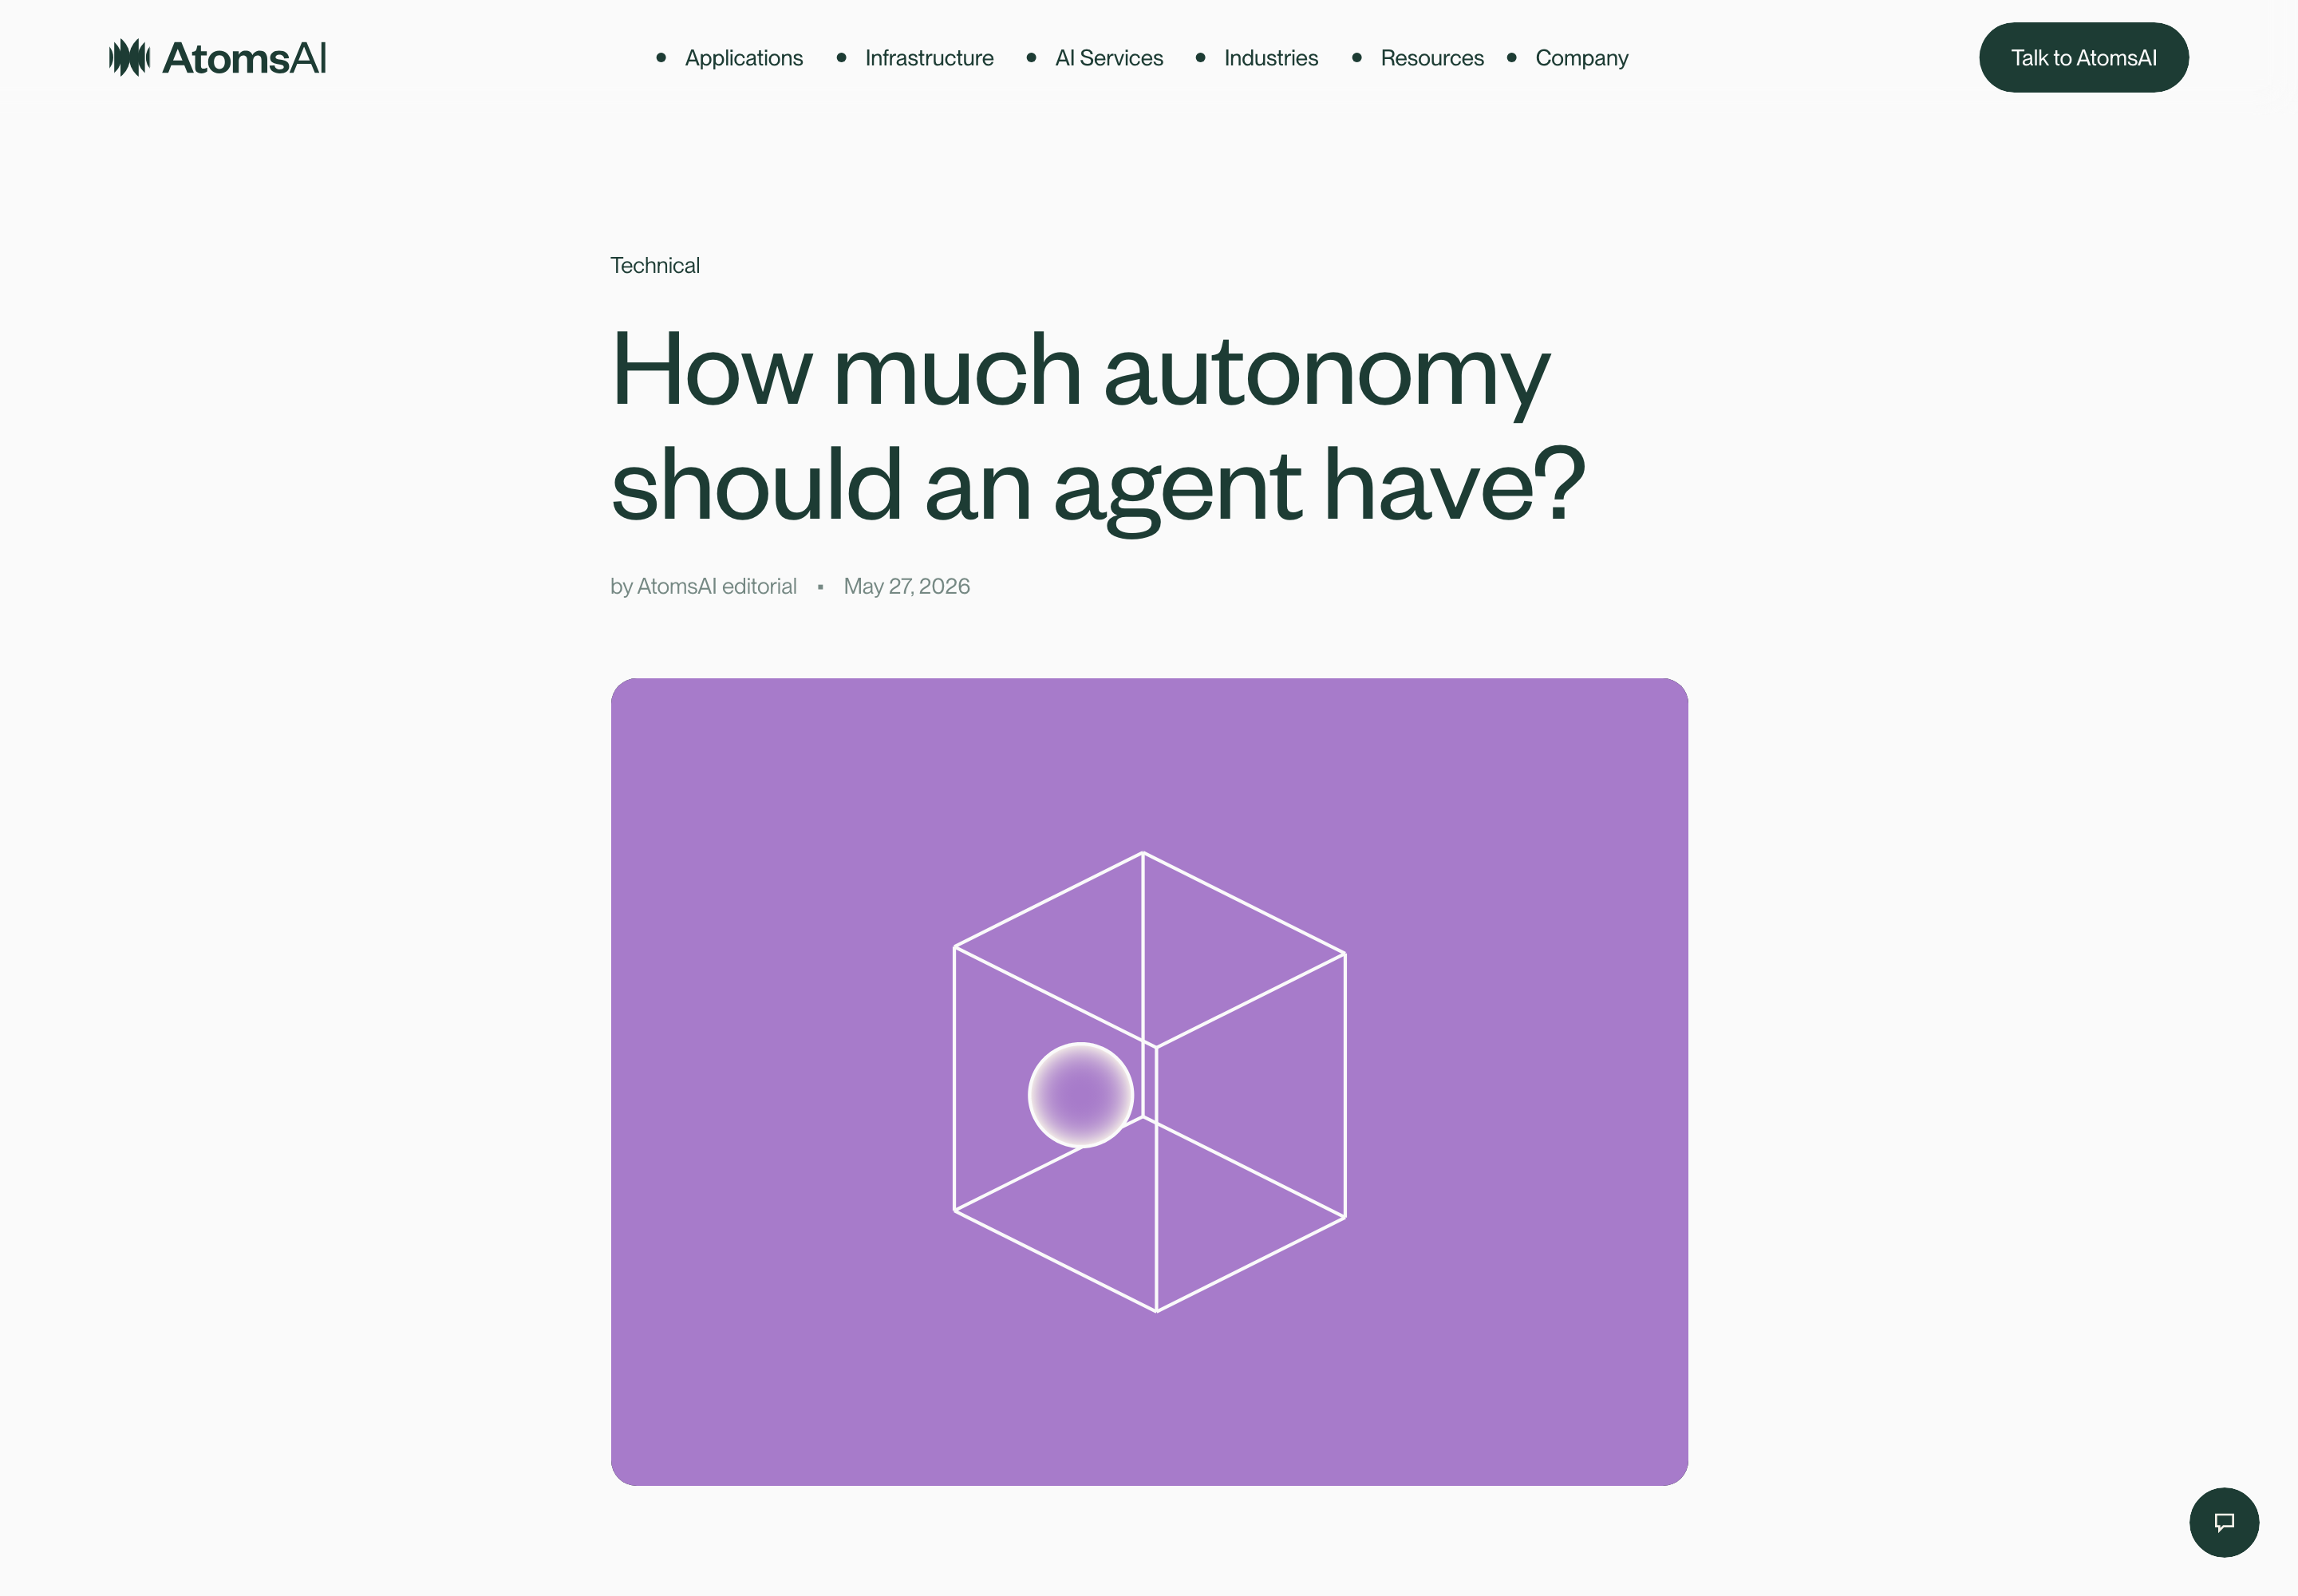 AtomsAI
Applications
Infrastructure
AI Services
Industries
Resources
Company
Talk to AtomsAI
Technical
How much autonomy
should an agent have?
by AtomsAI editorial ▪ May 27, 2026